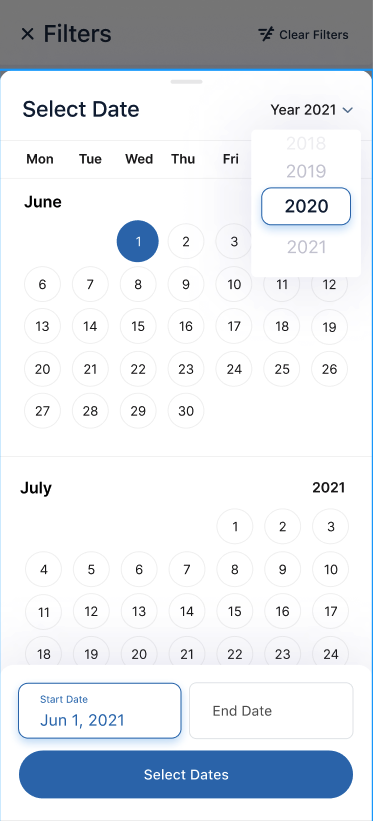 ✕ Filters
Clear Filters
Select Date
Year 2021
2018
2019
2020
2021
Mon Tue Wed Thu Fri
June
1 2 3
6 7 8 9 10 11 12
13 14 15 16 17 18 19
20 21 22 23 24 25 26
27 28 29 30
July 2021
1 2 3
4 5 6 7 8 9 10
11 12 13 14 15 16 17
18 19 20 21 22 23 24
Start Date
Jun 1, 2021
End Date
Select Dates